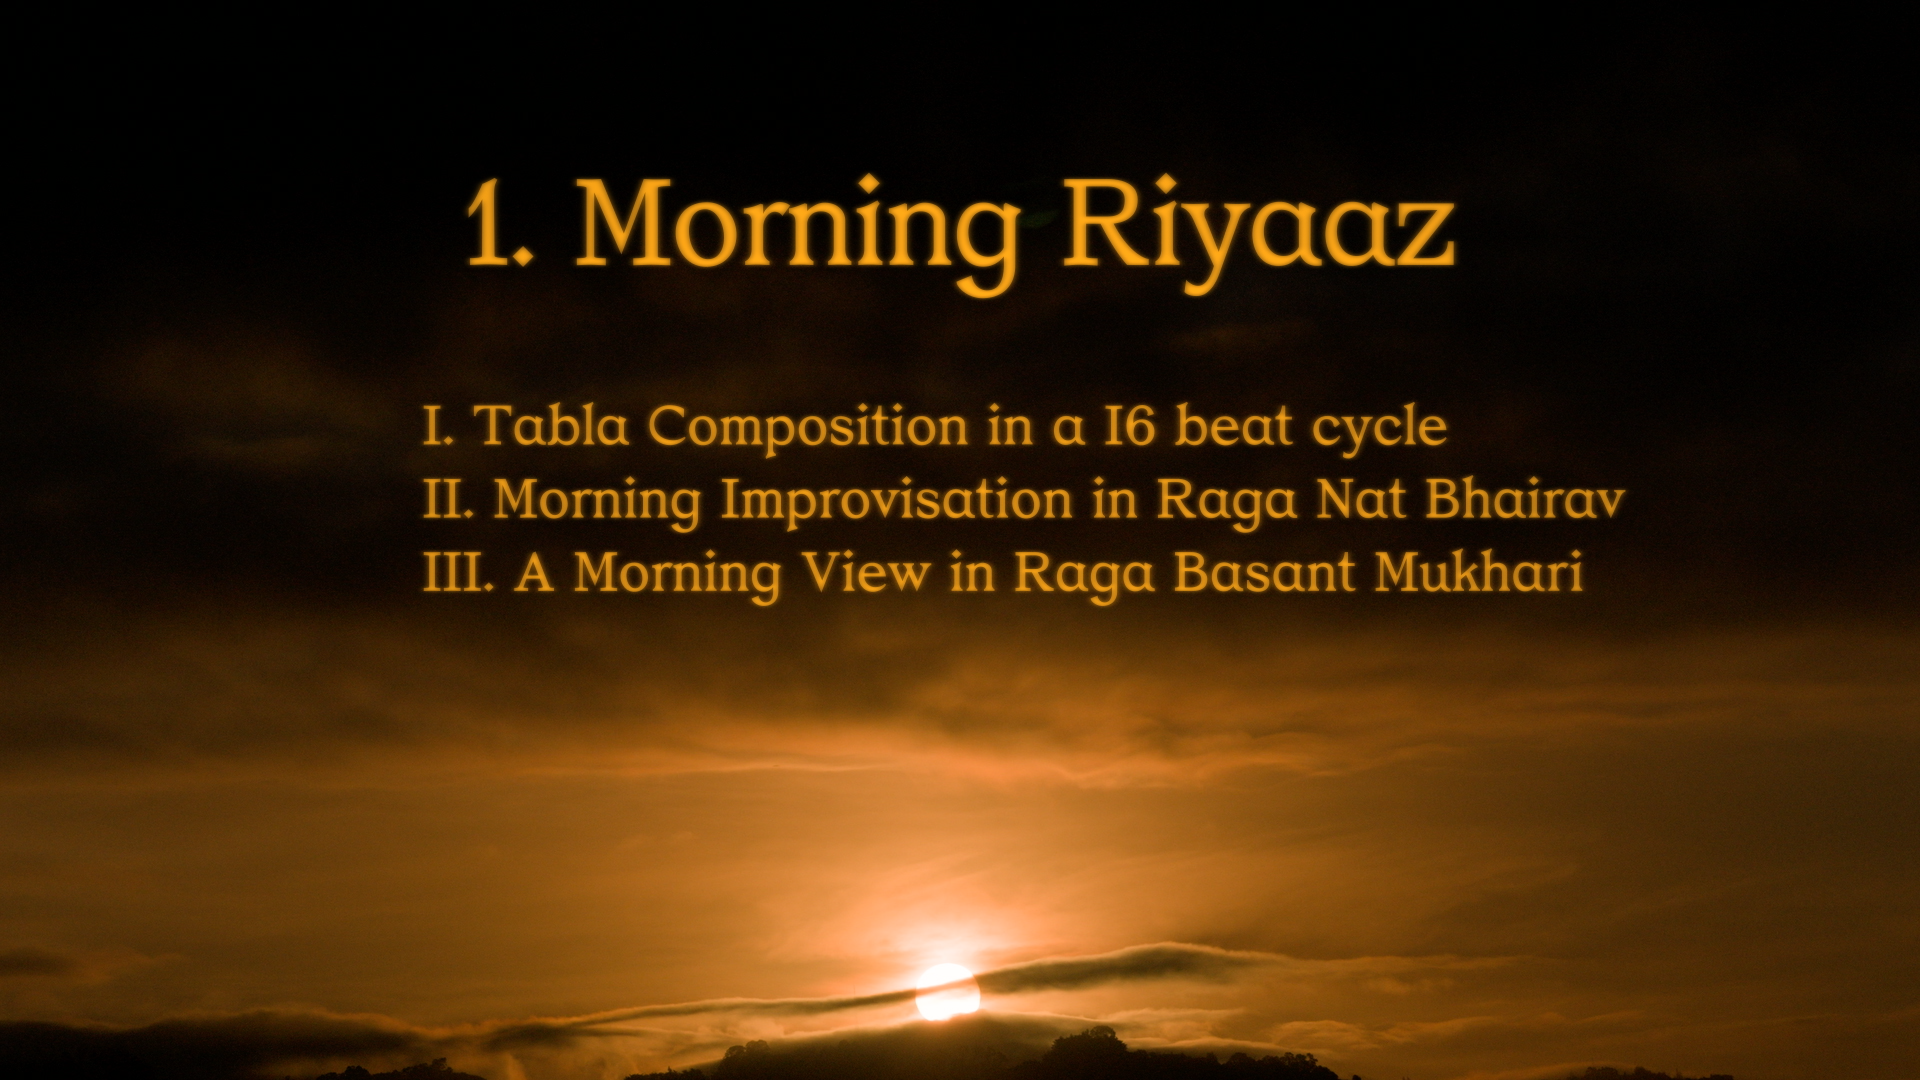 1. Morning Riyaaz
I. Tabla Composition in a I6 beat cycle
II. Morning Improvisation in Raga Nat Bhairav
III. A Morning View in Raga Basant Mukhari